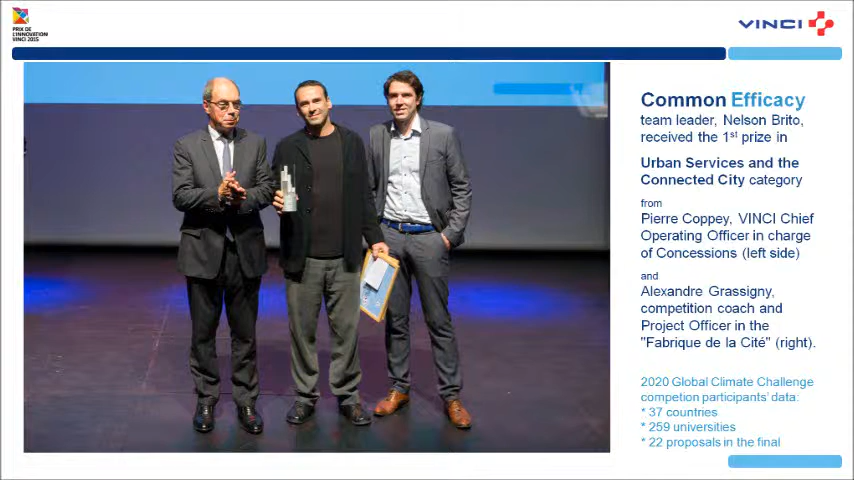 PRIX DE
L'INNOVATION
VINCI 2015
VINCI
Common Efficacy
team leader, Nelson Brito,
received the 1st prize in
Urban Services and the
Connected City category
from
Pierre Coppey, VINCI Chief
Operating Officer in charge
of Concessions (left side)
and
Alexandre Grassigny,
competition coach and
Project Officer in the
"Fabrique de la Cité" (right).
2020 Global Climate Challenge
competion participants' data:
* 37 countries
* 259 universities
* 22 proposals in the final